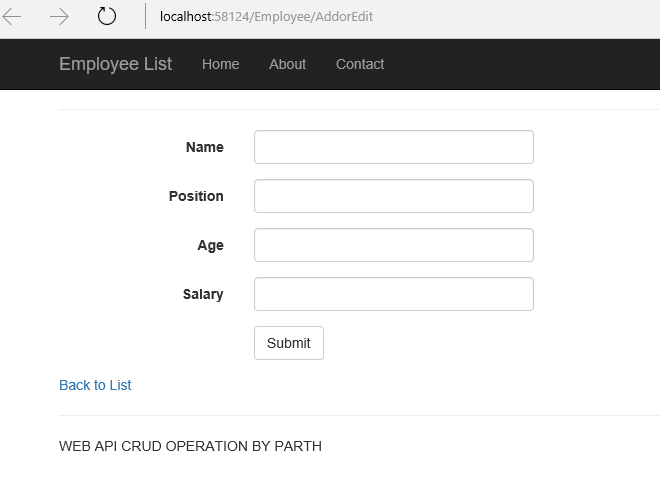 localhost:58124/Employee/AddorEdit
Employee List Home About Contact
Name
Position
Age
Salary
Submit
Back to List
WEB API CRUD OPERATION BY PARTH